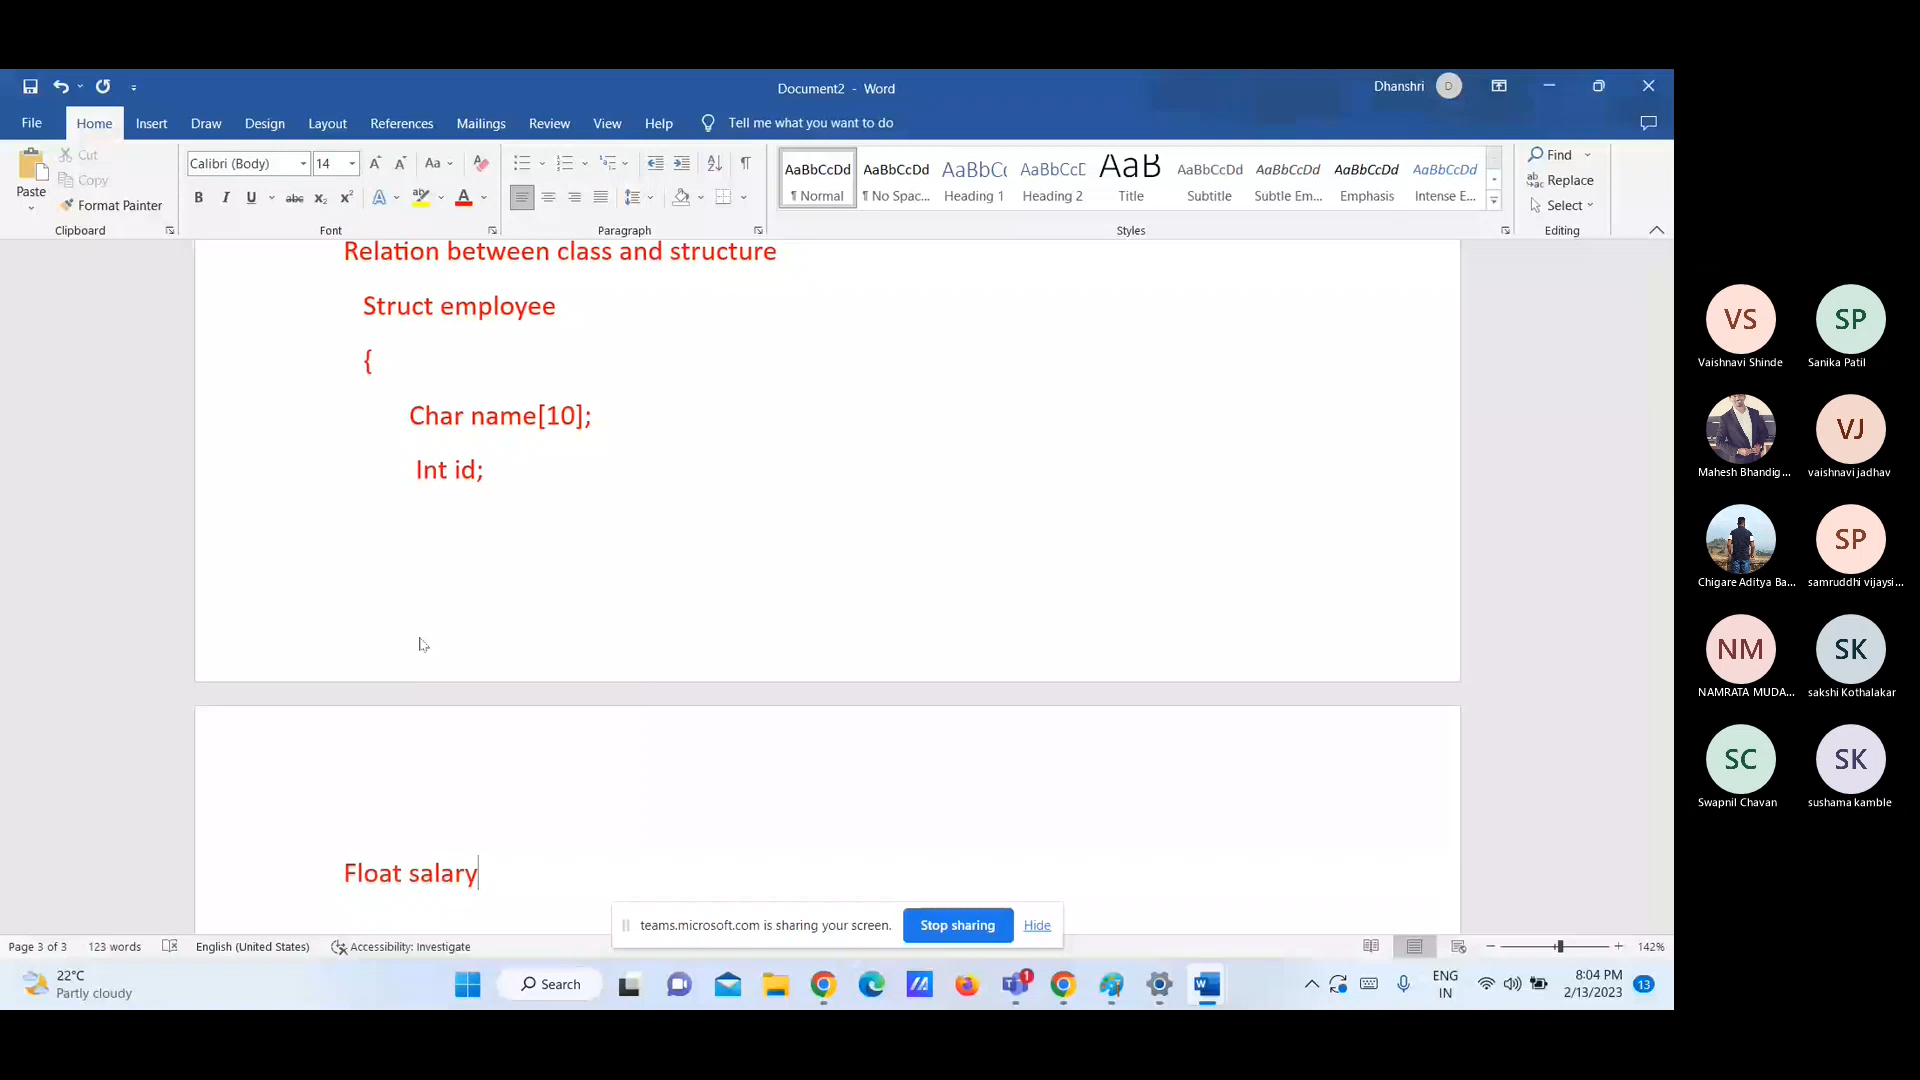 Document2 - Word
Dhanshri
D
File
Home
Insert
Draw
Design
Layout
References
Mailings
Review
View
Help
Tell me what you want to do
Paste
Cut
Copy
Format Painter
Clipboard
Calibri (Body)
14
Font
Paragraph
AaBbCcDd
¶ Normal
AaBbCcDd
¶ No Spac...
AaBbCc
Heading 1
AaBbCcD
Heading 2
AaB
Title
AaBbCcDd
Subtitle
AaBbCcDd
Subtle Em...
AaBbCcDd
Emphasis
AaBbCcDd
Intense E...
Styles
Find
Replace
Select
Editing
Relation between class and structure
Struct employee
{
Char name[10];
Int id;
Float salary
teams.microsoft.com is sharing your screen.
Stop sharing
Hide
Page 3 of 3
123 words
English (United States)
Accessibility: Investigate
142%
22°C
Partly cloudy
Search
1
ENG
IN
8:04 PM
2/13/2023
13
VS
Vaishnavi Shinde
SP
Sanika Patil
Mahesh Bhandig...
VJ
vaishnavi jadhav
Chigare Aditya Ba...
SP
samruddhi vijaysi...
NM
NAMRATA MUDA...
SK
sakshi Kothalakar
SC
Swapnil Chavan
SK
sushama kamble